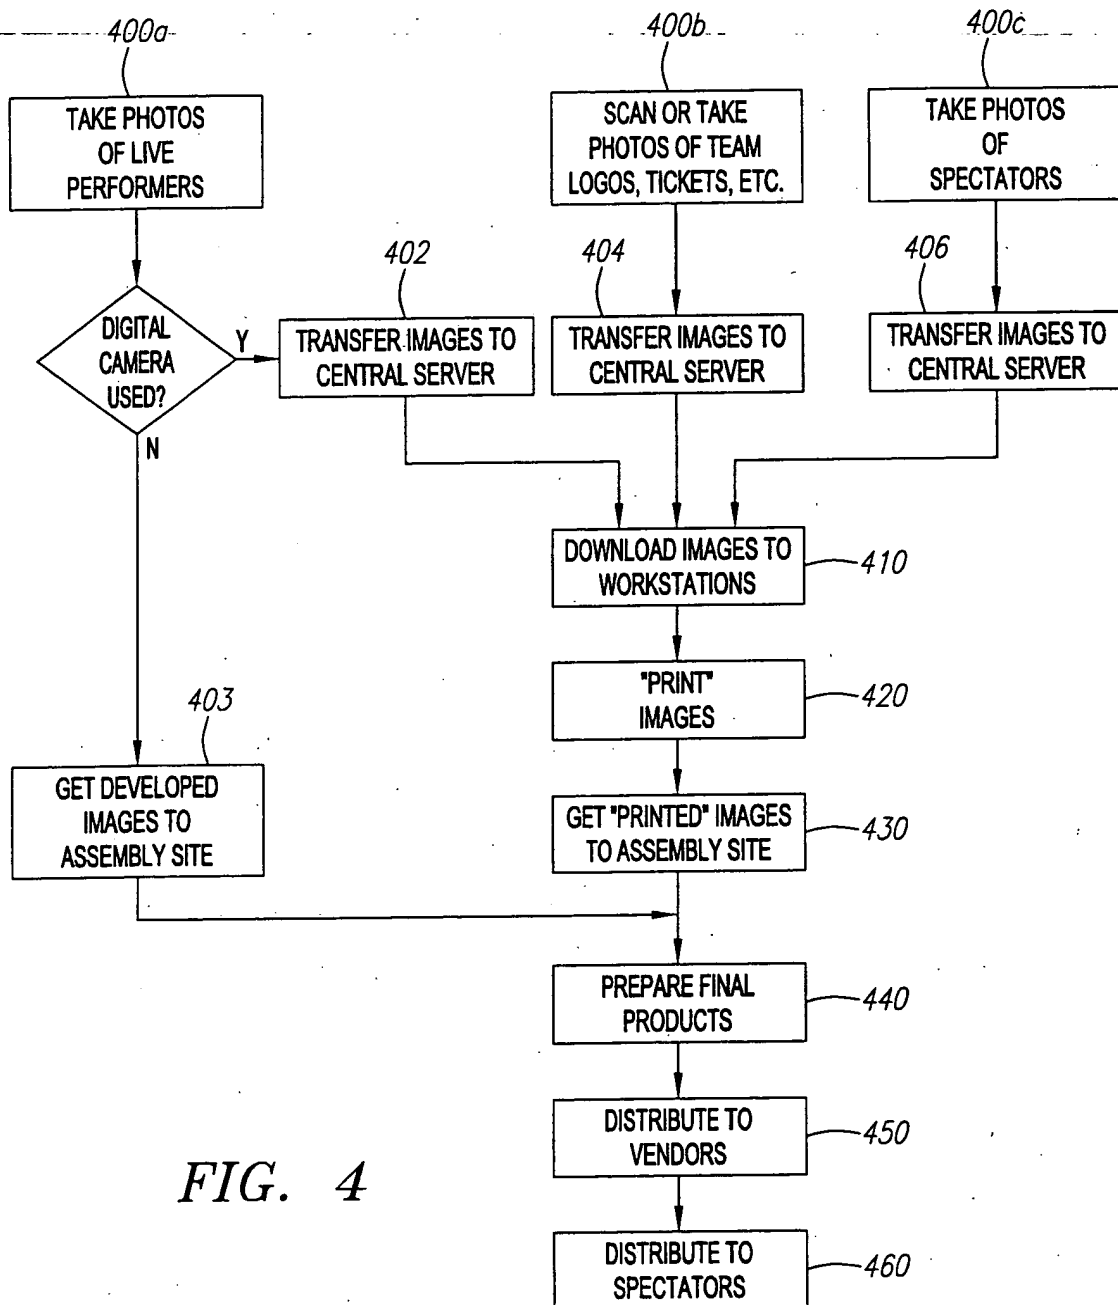 400a
400b
400c
TAKE PHOTOS
OF LIVE
PERFORMERS
SCAN OR TAKE
PHOTOS OF TEAM
LOGOS, TICKETS, ETC.
TAKE PHOTOS
OF
SPECTATORS
DIGITAL
CAMERA
USED?
Y
N
402
TRANSFER IMAGES TO
CENTRAL SERVER
404
TRANSFER IMAGES TO
CENTRAL SERVER
406
TRANSFER IMAGES TO
CENTRAL SERVER
DOWNLOAD IMAGES TO
WORKSTATIONS
410
"PRINT"
IMAGES
420
403
GET DEVELOPED
IMAGES TO
ASSEMBLY SITE
GET "PRINTED" IMAGES
TO ASSEMBLY SITE
430
PREPARE FINAL
PRODUCTS
440
DISTRIBUTE TO
VENDORS
450
DISTRIBUTE TO
SPECTATORS
460
FIG. 4